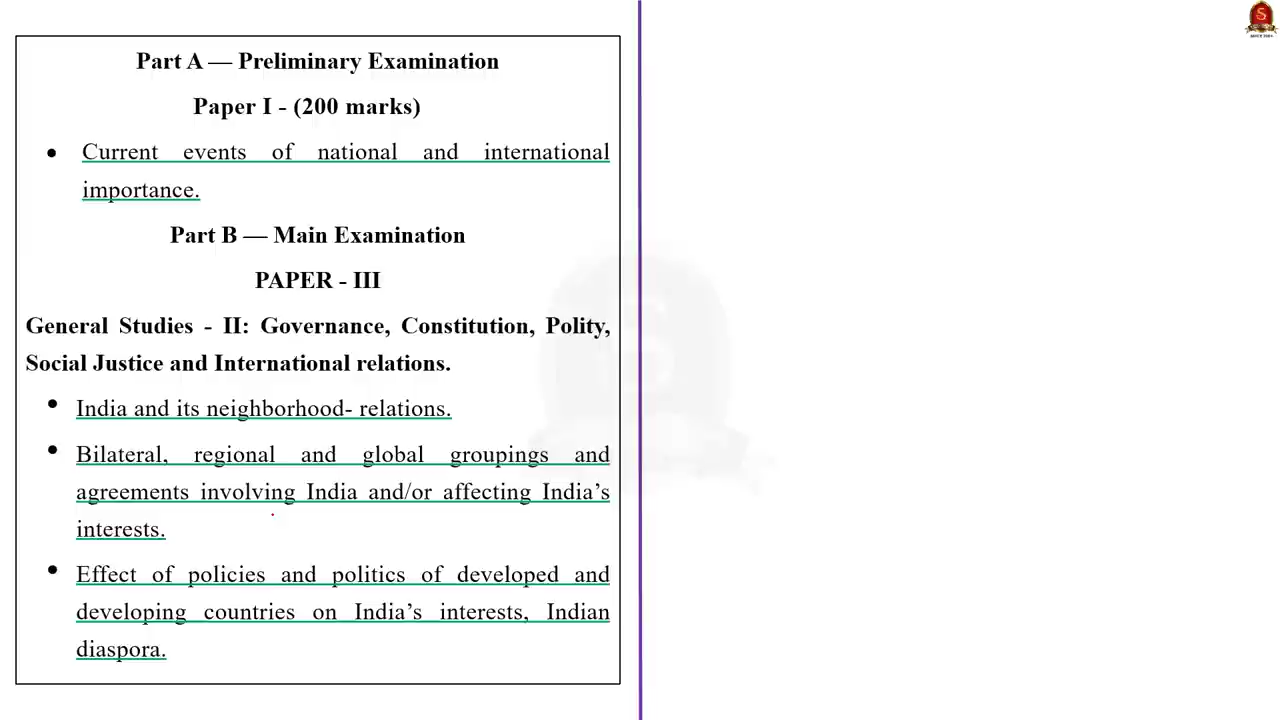 Part A — Preliminary Examination
Paper I - (200 marks)
• Current events of national and international
importance.
Part B — Main Examination
PAPER - III
General Studies - II: Governance, Constitution, Polity,
Social Justice and International relations.
• India and its neighborhood- relations.
• Bilateral, regional and global groupings and
agreements involving India and/or affecting India’s
interests.
• Effect of policies and politics of developed and
developing countries on India’s interests, Indian
diaspora.